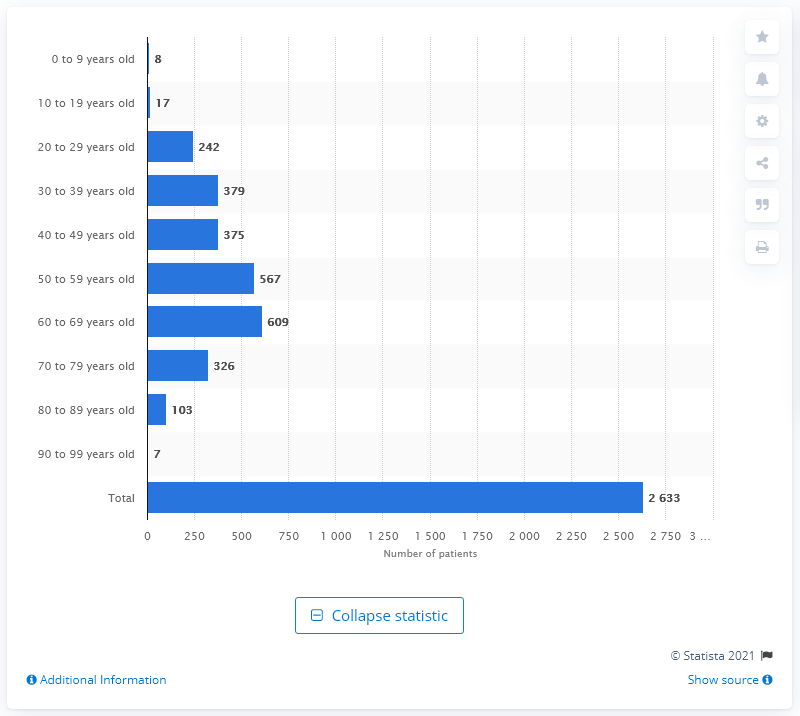 0 to 9 years old 8
10 to 19 years old 17
20 to 29 years old 242
30 to 39 years old 379
40 to 49 years old 375
50 to 59 years old 567
60 to 69 years old 609
70 to 79 years old 326
80 to 89 years old 103
90 to 99 years old 7
Total 2 633
0 250 500 750 1 000 1 250 1 500 1 750 2 000 2 250 2 500 2 750 3 ...
Number of patients
Collapse statistic
© Statista 2021
Additional Information Show source